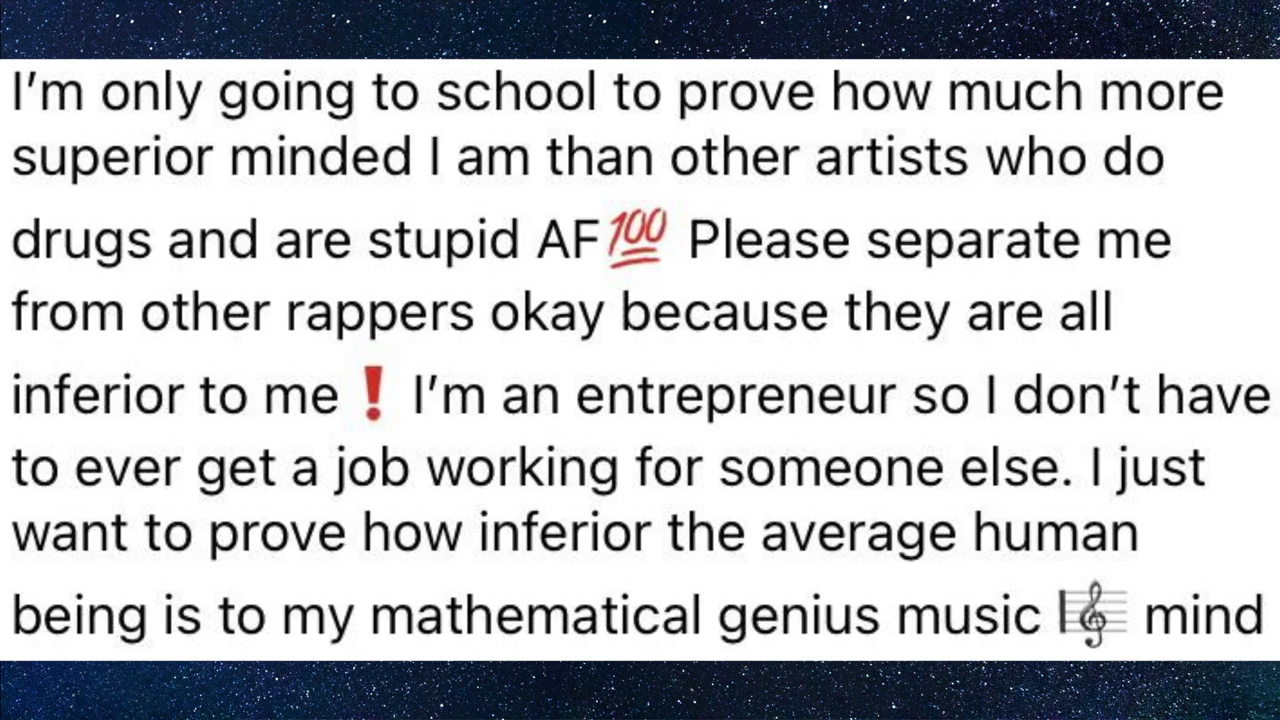 I’m only going to school to prove how much more
superior minded I am than other artists who do
drugs and are stupid AF💯 Please separate me
from other rappers okay because they are all
inferior to me❗ I’m an entrepreneur so I don’t have
to ever get a job working for someone else. I just
want to prove how inferior the average human
being is to my mathematical genius music 🎼 mind